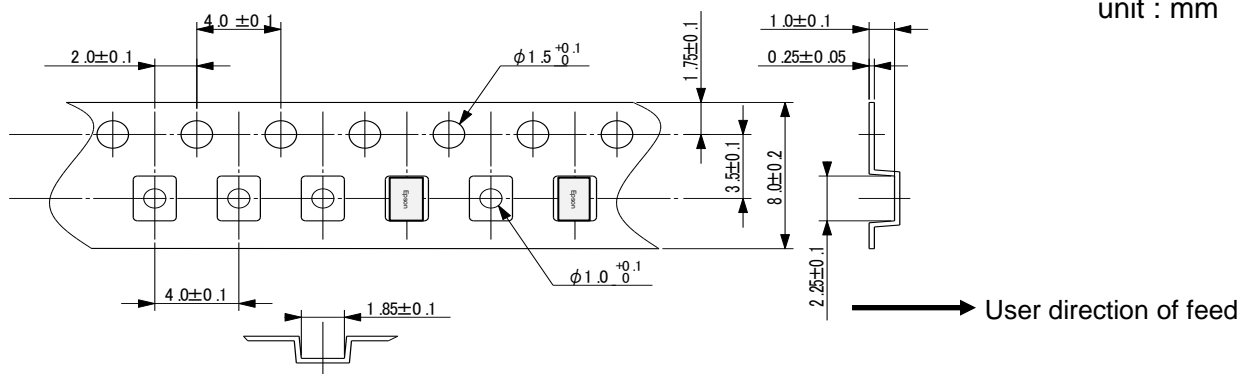 unit : mm
4.0 ±0.1
2.0±0.1
φ1.5 +0.1 0
1.75±0.1
1.0±0.1
0.25±0.05
3.5±0.1
8.0±0.2
Epson
Epson
φ1.0 +0.1 0
2.25±0.1
4.0±0.1
1.85±0.1
User direction of feed